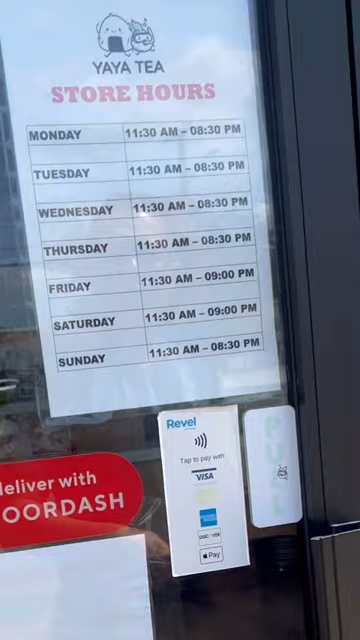 YAYA TEA
STORE HOURS
MONDAY 11:30 AM – 08:30 PM
TUESDAY 11:30 AM – 08:30 PM
WEDNESDAY 11:30 AM – 08:30 PM
THURSDAY 11:30 AM – 08:30 PM
FRIDAY 11:30 AM – 09:00 PM
SATURDAY 11:30 AM – 09:00 PM
SUNDAY 11:30 AM – 08:30 PM
Revel
Tap to pay with
VISA
DISCOVER
Pay
deliver with
DOORDASH